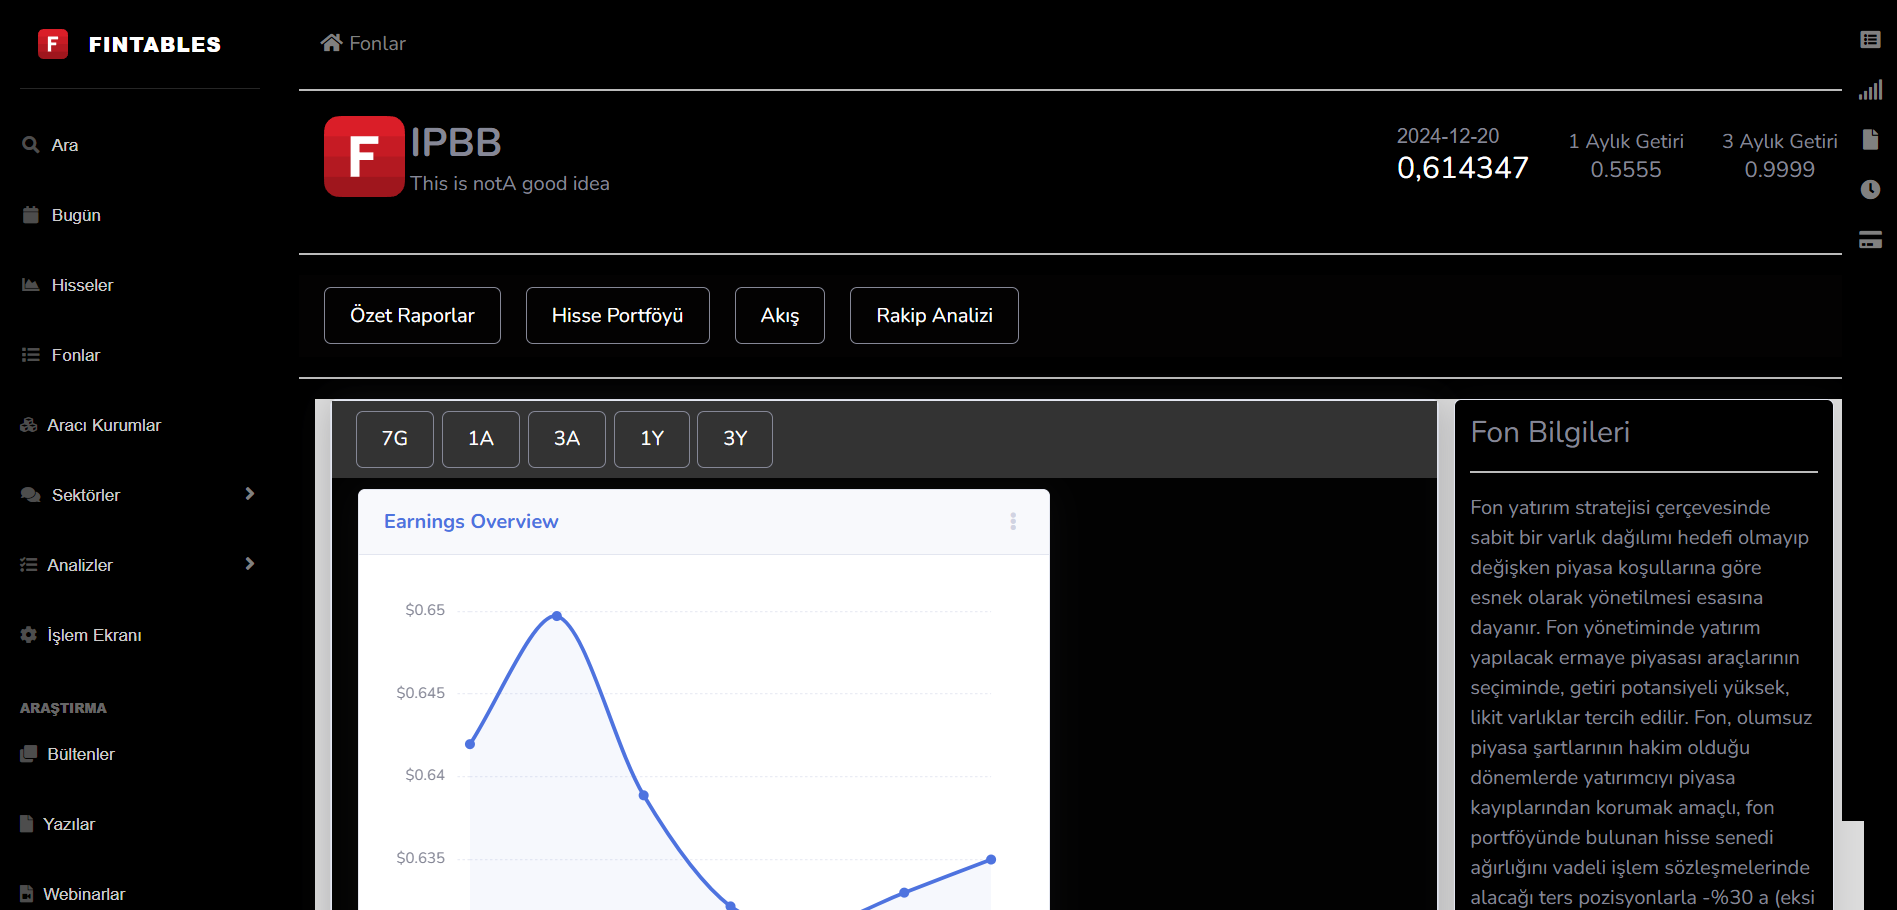 F FINTABLES
Ara
Bugün
Hisseler
Fonlar
Aracı Kurumlar
Sektörler
Analizler
İşlem Ekranı
ARAŞTIRMA
Bültenler
Yazılar
Webinarlar
Fonlar
F
IPBB
This is notA good idea
2024-12-20
0,614347
1 Aylık Getiri
0.5555
3 Aylık Getiri
0.9999
Özet Raporlar
Hisse Portföyü
Akış
Rakip Analizi
7G
1A
3A
1Y
3Y
Earnings Overview
$0.65
$0.645
$0.64
$0.635
Fon Bilgileri
Fon yatırım stratejisi çerçevesinde
sabit bir varlık dağılımı hedefi olmayıp
değişken piyasa koşullarına göre
esnek olarak yönetilmesi esasına
dayanır. Fon yönetiminde yatırım
yapılacak ermaye piyasası araçlarının
seçiminde, getiri potansiyeli yüksek,
likit varlıklar tercih edilir. Fon, olumsuz
piyasa şartlarının hakim olduğu
dönemlerde yatırımcıyı piyasa
kayıplarından korumak amaçlı, fon
portföyünde bulunan hisse senedi
ağırlığını vadeli işlem sözleşmelerinde
alacağı ters pozisyonlarla -%30 a (eksi